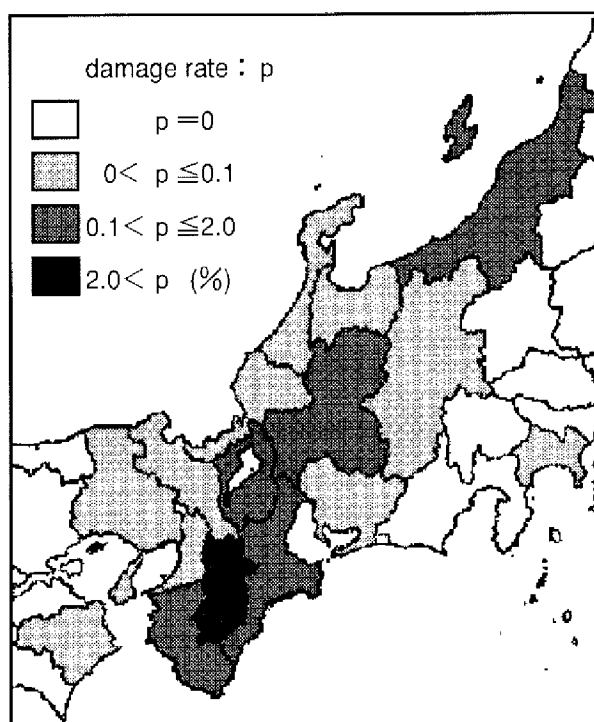 damage rate : p
p =0
0< p ≦0.1
0.1< p ≦2.0
2.0< p (%)